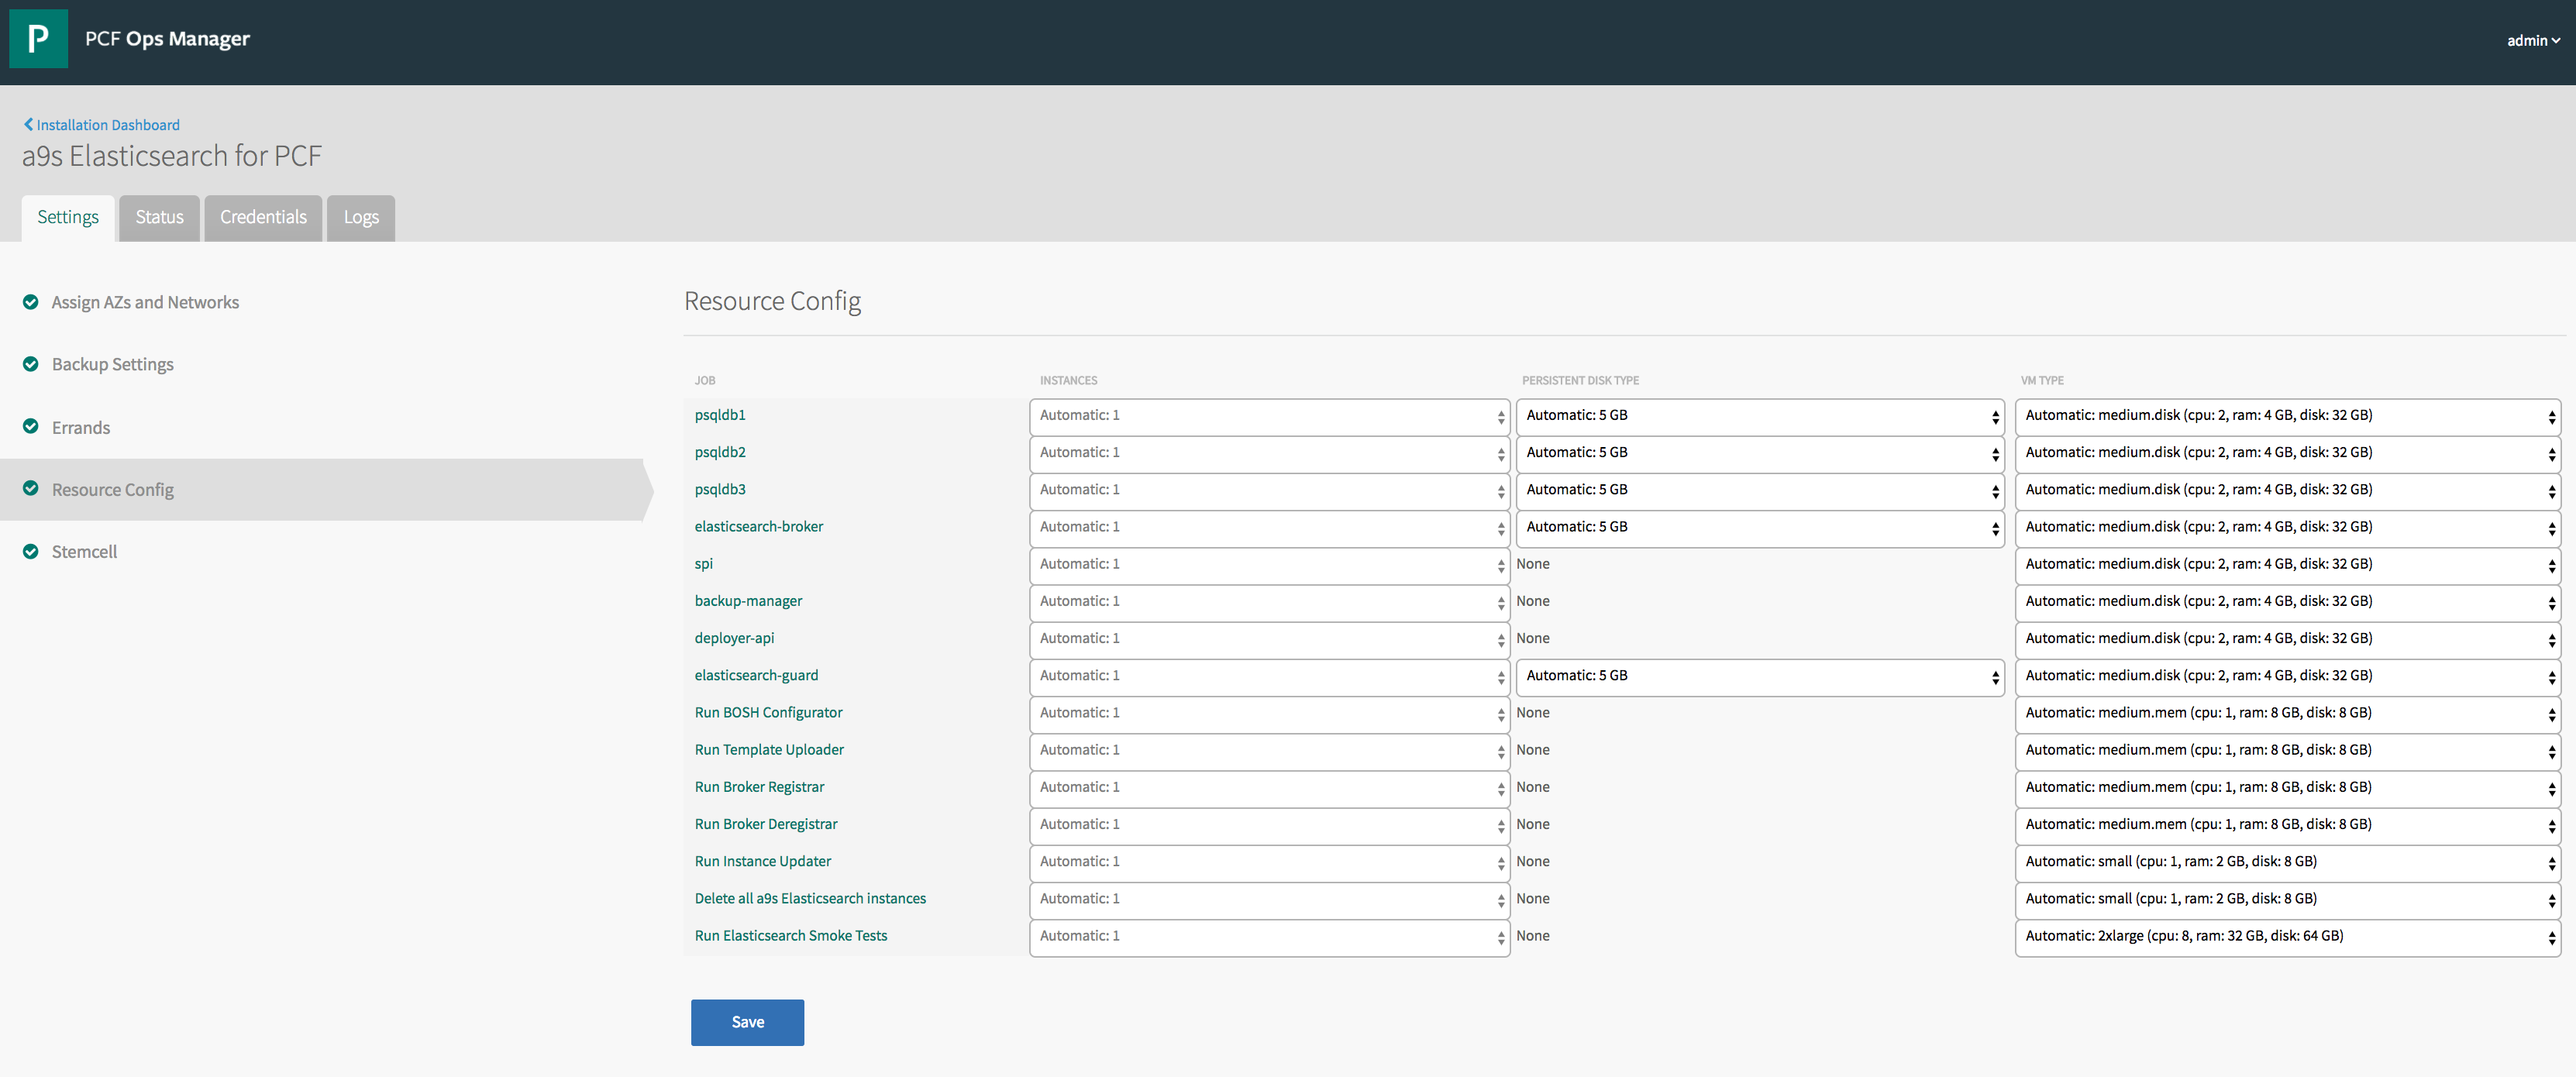 P
PCF Ops Manager
admin
Installation Dashboard
a9s Elasticsearch for PCF
Settings Status Credentials Logs
Assign AZs and Networks
Backup Settings
Errands
Resource Config
Stemcell
Resource Config
JOB INSTANCES PERSISTENT DISK TYPE VM TYPE
psqldb1 Automatic: 1 Automatic: 5 GB Automatic: medium.disk (cpu: 2, ram: 4 GB, disk: 32 GB)
psqldb2 Automatic: 1 Automatic: 5 GB Automatic: medium.disk (cpu: 2, ram: 4 GB, disk: 32 GB)
psqldb3 Automatic: 1 Automatic: 5 GB Automatic: medium.disk (cpu: 2, ram: 4 GB, disk: 32 GB)
elasticsearch-broker Automatic: 1 Automatic: 5 GB Automatic: medium.disk (cpu: 2, ram: 4 GB, disk: 32 GB)
spi Automatic: 1 None Automatic: medium.disk (cpu: 2, ram: 4 GB, disk: 32 GB)
backup-manager Automatic: 1 None Automatic: medium.disk (cpu: 2, ram: 4 GB, disk: 32 GB)
deployer-api Automatic: 1 None Automatic: medium.disk (cpu: 2, ram: 4 GB, disk: 32 GB)
elasticsearch-guard Automatic: 1 Automatic: 5 GB Automatic: medium.disk (cpu: 2, ram: 4 GB, disk: 32 GB)
Run BOSH Configurator Automatic: 1 None Automatic: medium.mem (cpu: 1, ram: 8 GB, disk: 8 GB)
Run Template Uploader Automatic: 1 None Automatic: medium.mem (cpu: 1, ram: 8 GB, disk: 8 GB)
Run Broker Registrar Automatic: 1 None Automatic: medium.mem (cpu: 1, ram: 8 GB, disk: 8 GB)
Run Broker Deregistrar Automatic: 1 None Automatic: medium.mem (cpu: 1, ram: 8 GB, disk: 8 GB)
Run Instance Updater Automatic: 1 None Automatic: small (cpu: 1, ram: 2 GB, disk: 8 GB)
Delete all a9s Elasticsearch instances Automatic: 1 None Automatic: small (cpu: 1, ram: 2 GB, disk: 8 GB)
Run Elasticsearch Smoke Tests Automatic: 1 None Automatic: 2xlarge (cpu: 8, ram: 32 GB, disk: 64 GB)
Save